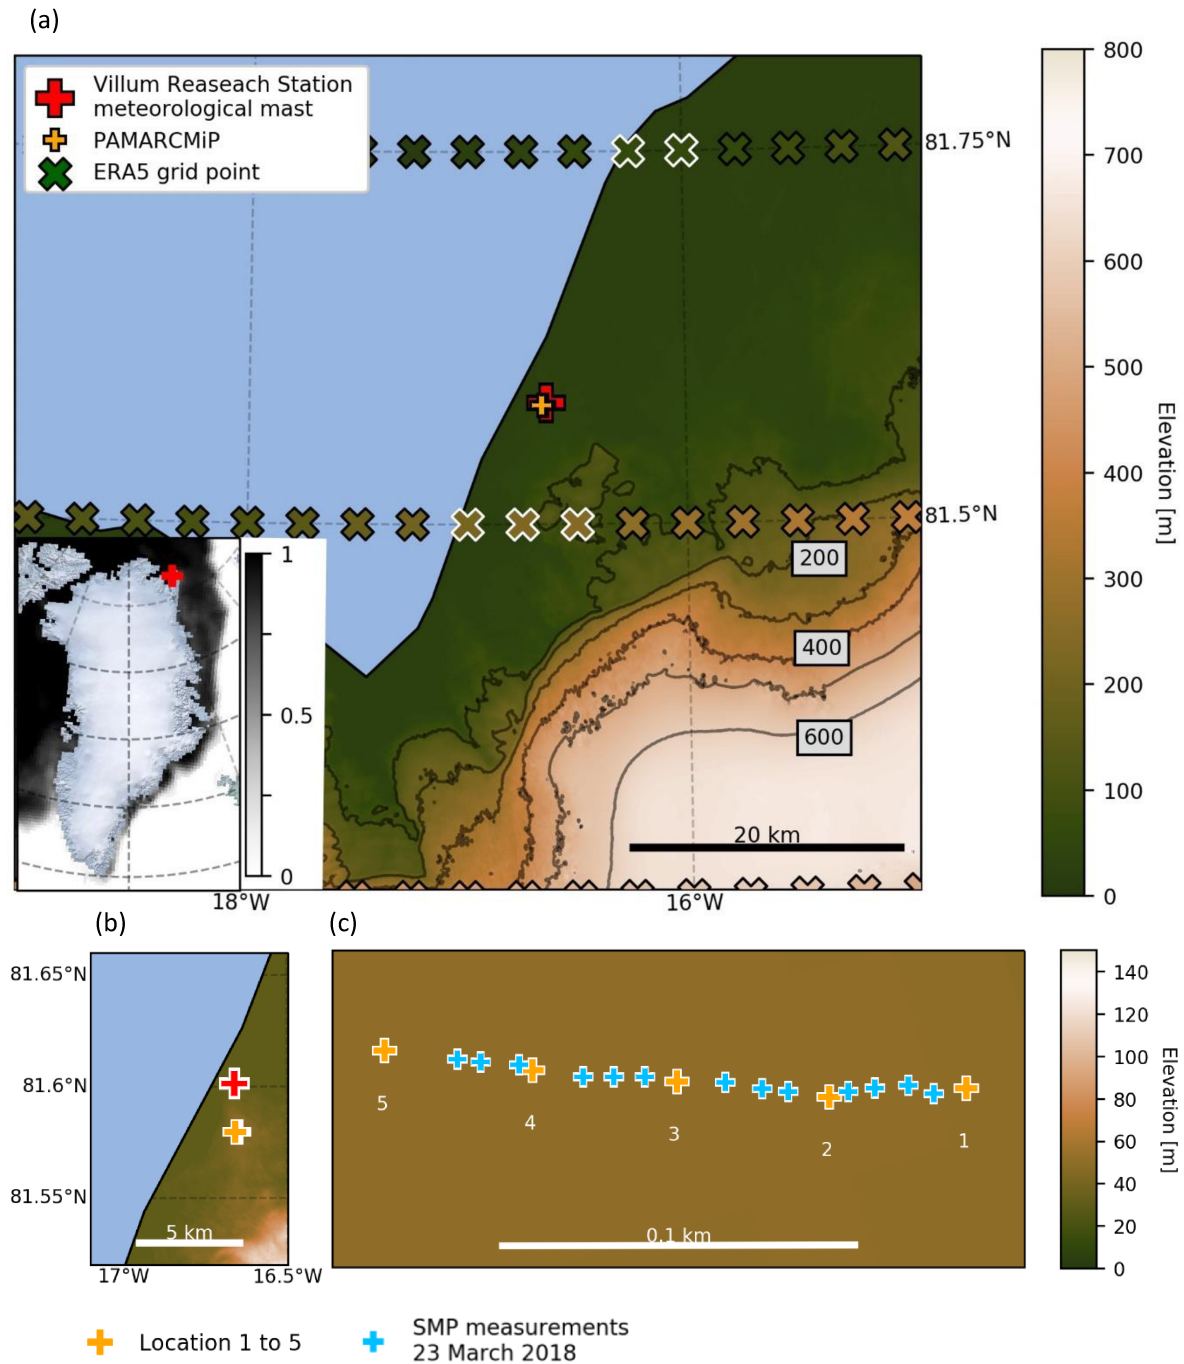 (a)
Villum Reaseach Station
meteorological mast
PAMARCMiP
ERA5 grid point
81.75°N
81.5°N
200
400
600
20 km
18°W
16°W
1
0.5
0
800
700
600
500
400
300
200
100
0
Elevation [m]
(b)
81.65°N
81.6°N
81.55°N
5 km
17°W
16.5°W
(c)
5
4
3
2
1
0.1 km
140
120
100
80
60
40
20
0
Elevation [m]
Location 1 to 5
SMP measurements
23 March 2018